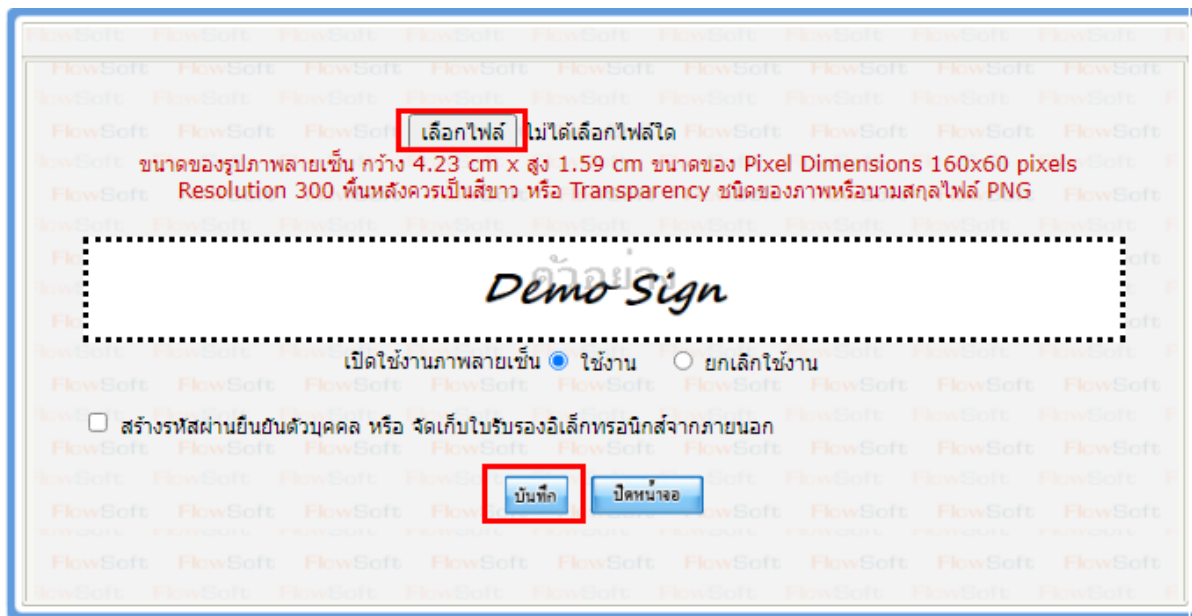 เลือกไฟล์ ไม่ได้เลือกไฟล์ใด
ขนาดของรูปภาพลายเซ็น กว้าง 4.23 cm x สูง 1.59 cm ขนาดของ Pixel Dimensions 160x60 pixels
Resolution 300 พื้นหลังควรเป็นสีขาว หรือ Transparency ชนิดของภาพหรือนามสกุลไฟล์ PNG
ตัวอย่าง
Demo Sign
เปิดใช้งานภาพลายเซ็น ใช้งาน ยกเลิกใช้งาน
สร้างรหัสผ่านยืนยันตัวบุคคล หรือ จัดเก็บใบรับรองอิเล็กทรอนิกส์จากภายนอก
บันทึก ปิดหน้าจอ
FlowSoft